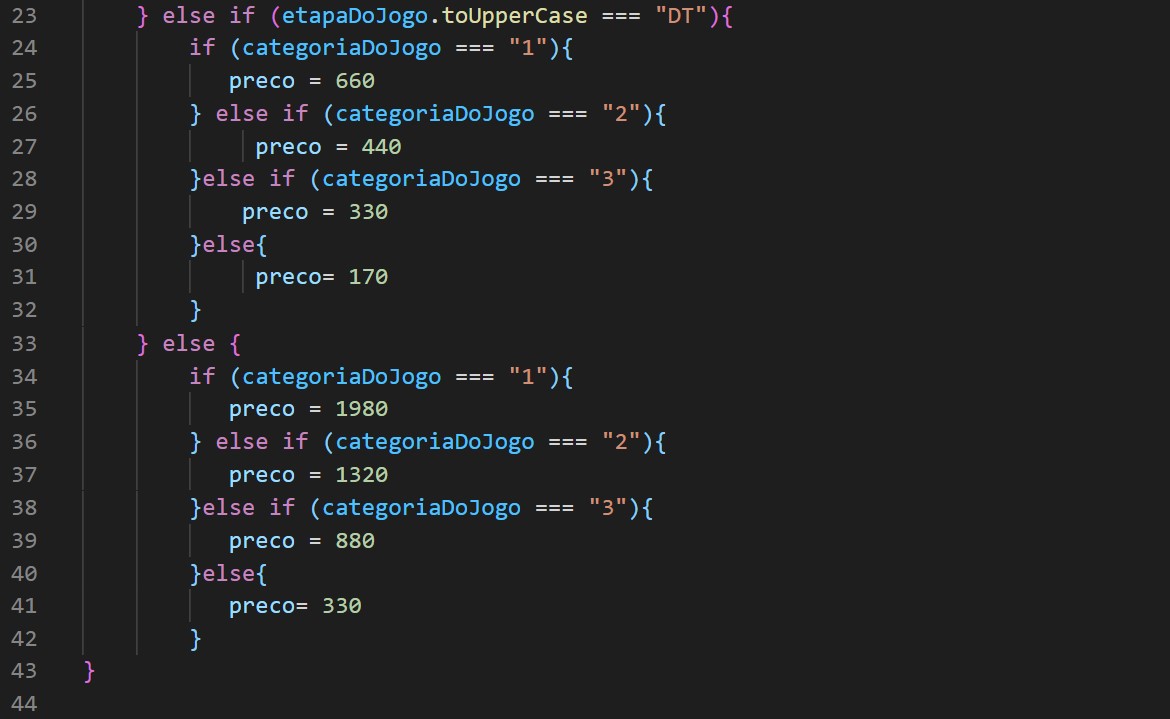 23 } else if (etapaDoJogo.toUpperCase === "DT"){
24 if (categoriaDoJogo === "1"){
25 preco = 660
26 } else if (categoriaDoJogo === "2"){
27 preco = 440
28 }else if (categoriaDoJogo === "3"){
29 preco = 330
30 }else{
31 preco= 170
32 }
33 } else {
34 if (categoriaDoJogo === "1"){
35 preco = 1980
36 } else if (categoriaDoJogo === "2"){
37 preco = 1320
38 }else if (categoriaDoJogo === "3"){
39 preco = 880
40 }else{
41 preco= 330
42 }
43 }
44